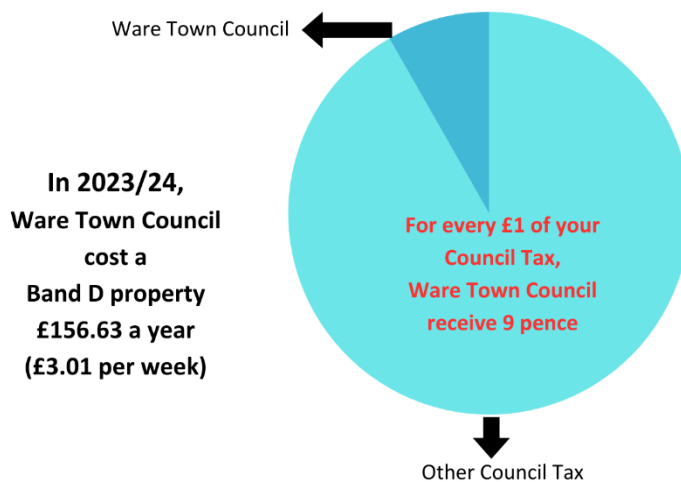 Ware Town Council
In 2023/24,
Ware Town Council
cost a
Band D property
£156.63 a year
(£3.01 per week)
For every £1 of your
Council Tax,
Ware Town Council
receive 9 pence
Other Council Tax